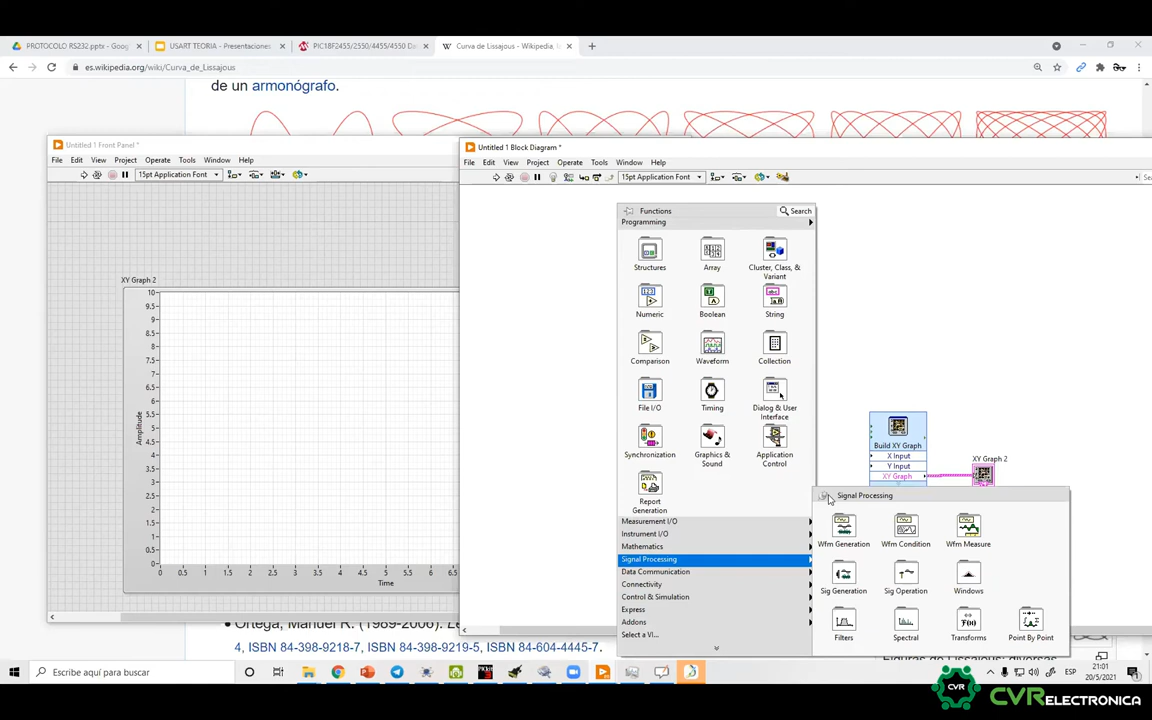 PROTOCOLO RS232.pptx - Goog
USART TEORIA - Presentaciones
PIC18F2455/2550/4455/4550 Dat
Curva de Lissajous - Wikipedia, l
es.wikipedia.org/wiki/Curva_de_Lissajous
de un armonógrafo.
Untitled 1 Front Panel *
File Edit View Project Operate Tools Window Help
15pt Application Font
XY Graph 2
10
9.5
9
8.5
8
7.5
7
6.5
6
5.5
5
4.5
4
3.5
3
2.5
2
1.5
1
0.5
0
Amplitude
0 0.5 1 1.5 2 2.5 3 3.5 4 4.5 5 5.5 6 6.5
Time
Untitled 1 Block Diagram *
File Edit View Project Operate Tools Window Help
15pt Application Font
Functions
Search
Programming
Structures
Array
Cluster, Class, & Variant
Numeric
Boolean
String
Comparison
Waveform
Collection
File I/O
Timing
Dialog & User Interface
Synchronization
Graphics & Sound
Application Control
Report Generation
Measurement I/O
Instrument I/O
Mathematics
Signal Processing
Data Communication
Connectivity
Control & Simulation
Express
Addons
Select a VI...
Build XY Graph
X Input
Y Input
XY Graph
XY Graph 2
Signal Processing
Wfm Generation
Wfm Condition
Wfm Measure
Sig Generation
Sig Operation
Windows
Filters
Spectral
Transforms
Point By Point
Ortega, Manuel R. (1989-2006). Le
4, ISBN 84-398-9218-7, ISBN 84-398-9219-5, ISBN 84-604-4445-7.
Figuras de Lissajous: diversas
Escribe aquí para buscar
ESP
21:01
20/5/2021
CVR
CVRELECTRONICA